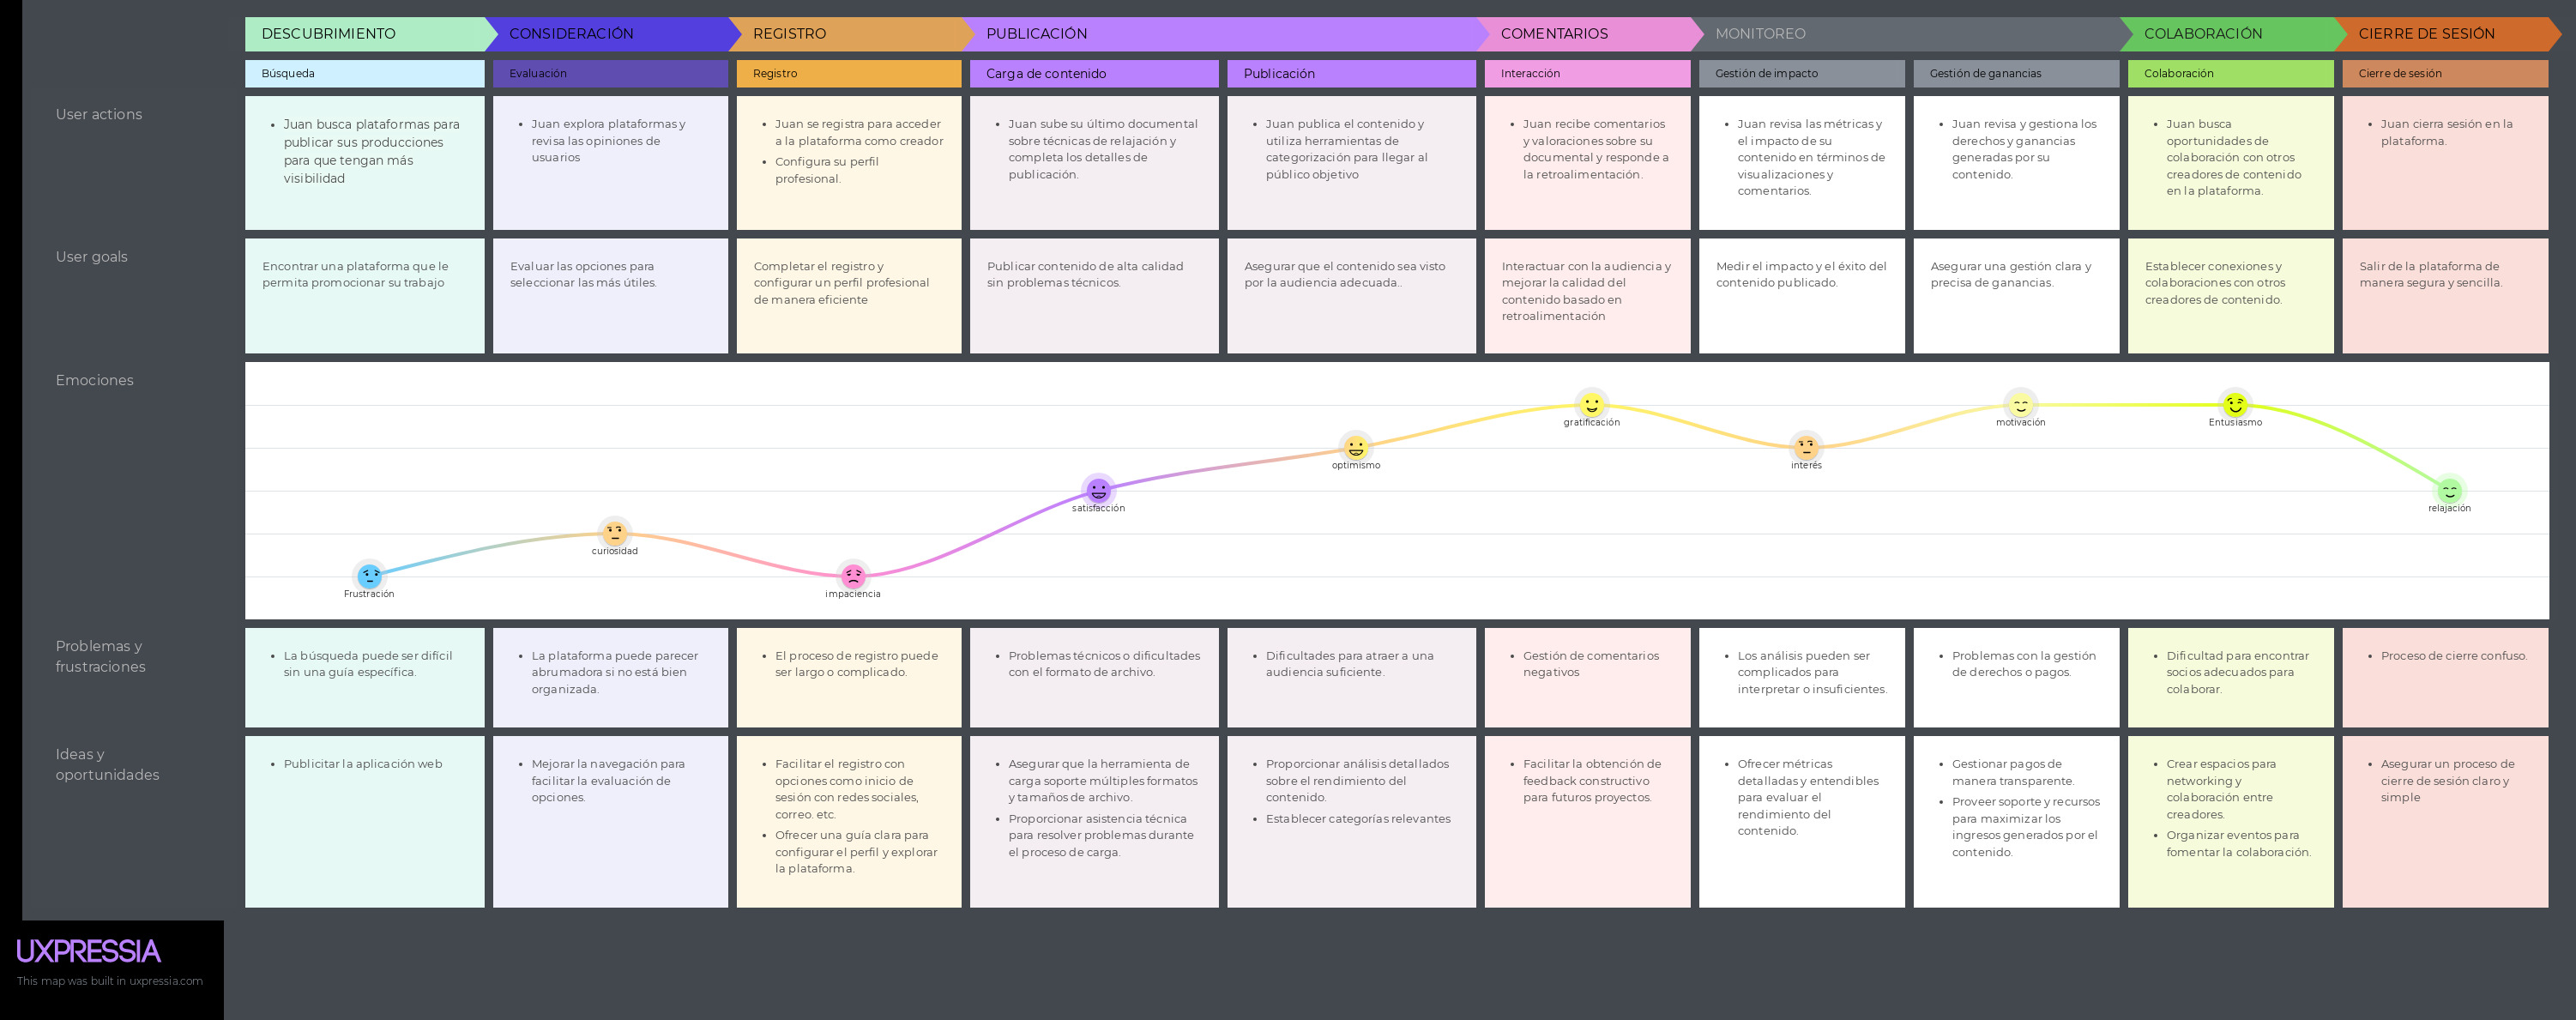 DESCUBRIMIENTO
CONSIDERACIÓN
REGISTRO
PUBLICACIÓN
COMENTARIOS
MONITOREO
COLABORACIÓN
CIERRE DE SESIÓN
Búsqueda
Evaluación
Registro
Carga de contenido
Publicación
Interacción
Gestión de impacto
Gestión de ganancias
Colaboración
Cierre de sesión
User actions
Juan busca plataformas para
publicar sus producciones
para que tengan más
visibilidad
Juan explora plataformas y
revisa las opiniones de
usuarios
Juan se registra para acceder
a la plataforma como creador
Configura su perfil
profesional.
Juan sube su último documental
sobre técnicas de relajación y
completa los detalles de
publicación.
Juan publica el contenido y
utiliza herramientas de
categorización para llegar al
público objetivo
Juan recibe comentarios
y valoraciones sobre su
documental y responde a
la retroalimentación.
Juan revisa las métricas y
el impacto de su
contenido en términos de
visualizaciones y
comentarios.
Juan revisa y gestiona los
derechos y ganancias
generadas por su
contenido.
Juan busca
oportunidades de
colaboración con otros
creadores de contenido
en la plataforma.
Juan cierra sesión en la
plataforma.
User goals
Encontrar una plataforma que le
permita promocionar su trabajo
Evaluar las opciones para
seleccionar las más útiles.
Completar el registro y
configurar un perfil profesional
de manera eficiente
Publicar contenido de alta calidad
sin problemas técnicos.
Asegurar que el contenido sea visto
por la audiencia adecuada..
Interactuar con la audiencia y
mejorar la calidad del
contenido basado en
retroalimentación
Medir el impacto y el éxito del
contenido publicado.
Asegurar una gestión clara y
precisa de ganancias.
Establecer conexiones y
colaboraciones con otros
creadores de contenido.
Salir de la plataforma de
manera segura y sencilla.
Emociones
Frustración
curiosidad
impaciencia
satisfacción
optimismo
gratificación
interés
motivación
Entusiasmo
relajación
Problemas y
frustraciones
La búsqueda puede ser difícil
sin una guía específica.
La plataforma puede parecer
abrumadora si no está bien
organizada.
El proceso de registro puede
ser largo o complicado.
Problemas técnicos o dificultades
con el formato de archivo.
Dificultades para atraer a una
audiencia suficiente.
Gestión de comentarios
negativos
Los análisis pueden ser
complicados para
interpretar o insuficientes.
Problemas con la gestión
de derechos o pagos.
Dificultad para encontrar
socios adecuados para
colaborar.
Proceso de cierre confuso.
Ideas y
oportunidades
Publicitar la aplicación web
Mejorar la navegación para
facilitar la evaluación de
opciones.
Facilitar el registro con
opciones como inicio de
sesión con redes sociales,
correo. etc.
Ofrecer una guía clara para
configurar el perfil y explorar
la plataforma.
Asegurar que la herramienta de
carga soporte múltiples formatos
y tamaños de archivo.
Proporcionar asistencia técnica
para resolver problemas durante
el proceso de carga.
Proporcionar análisis detallados
sobre el rendimiento del
contenido.
Establecer categorías relevantes
Facilitar la obtención de
feedback constructivo
para futuros proyectos.
Ofrecer métricas
detalladas y entendibles
para evaluar el
rendimiento del
contenido.
Gestionar pagos de
manera transparente.
Proveer soporte y recursos
para maximizar los
ingresos generados por el
contenido.
Crear espacios para
networking y
colaboración entre
creadores.
Organizar eventos para
fomentar la colaboración.
Asegurar un proceso de
cierre de sesión claro y
simple
UXPRESSIA
This map was built in uxpressia.com